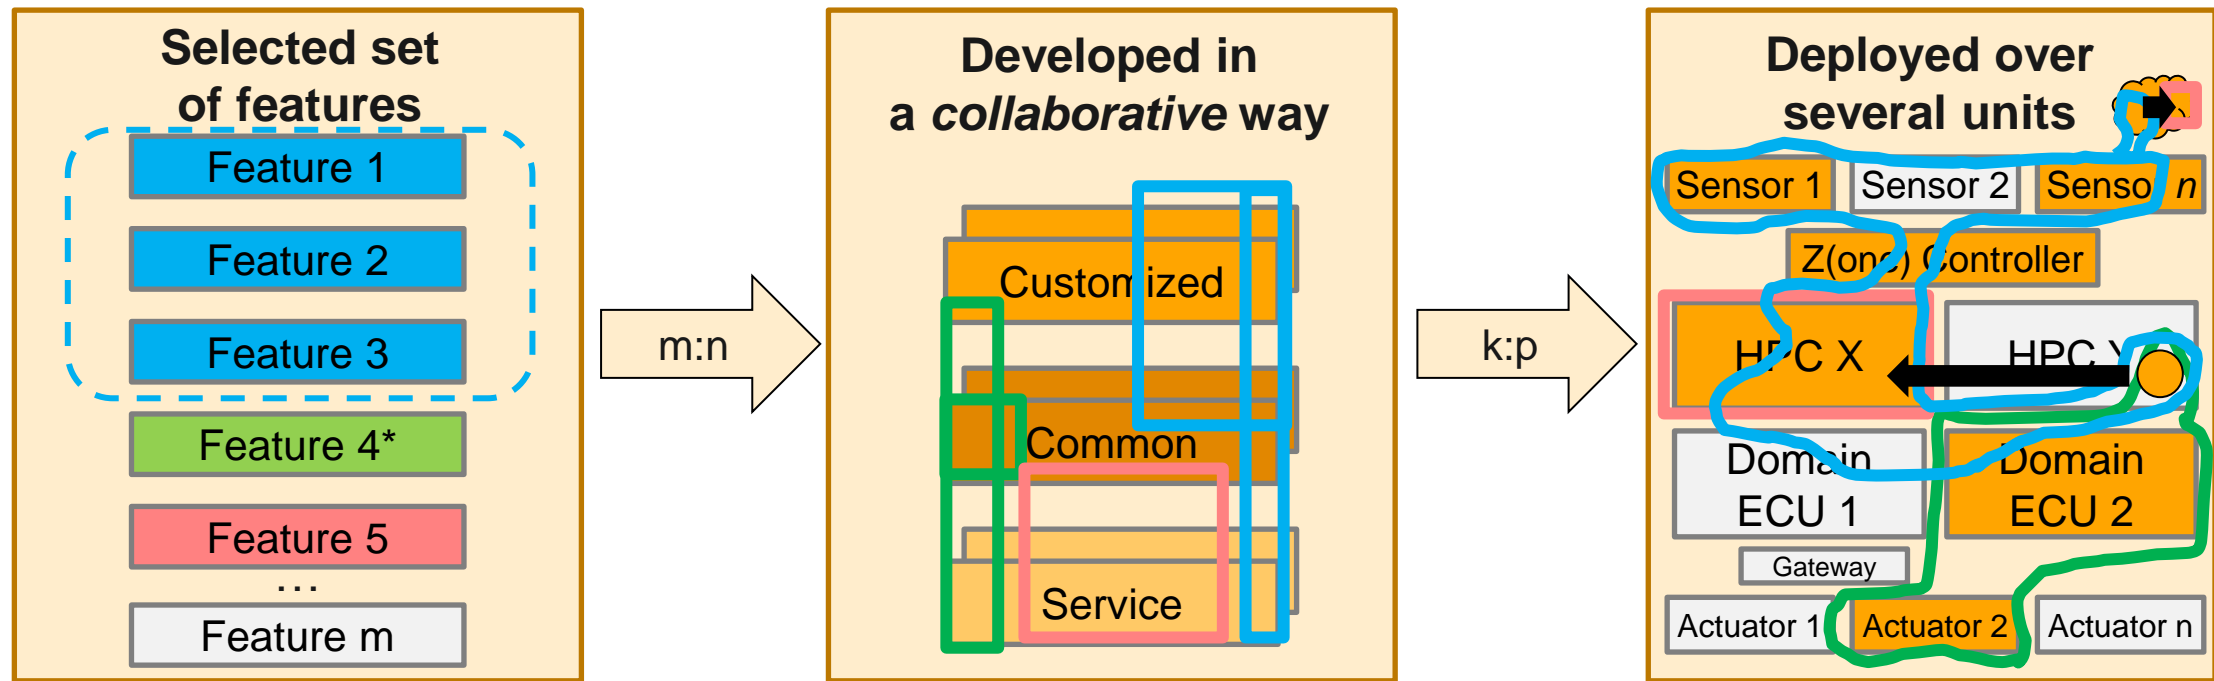 Selected set
of features
Feature 1
Feature 2
Feature 3
Feature 4*
Feature 5
...
Feature m
m:n
Developed in
a collaborative way
Customized
Common
Service
k:p
Deployed over
several units
Sensor 1
Sensor 2
Sensor n
Z(one) Controller
HPC X
HPC Y
Domain
ECU 1
Domain
ECU 2
Gateway
Actuator 1
Actuator 2
Actuator n